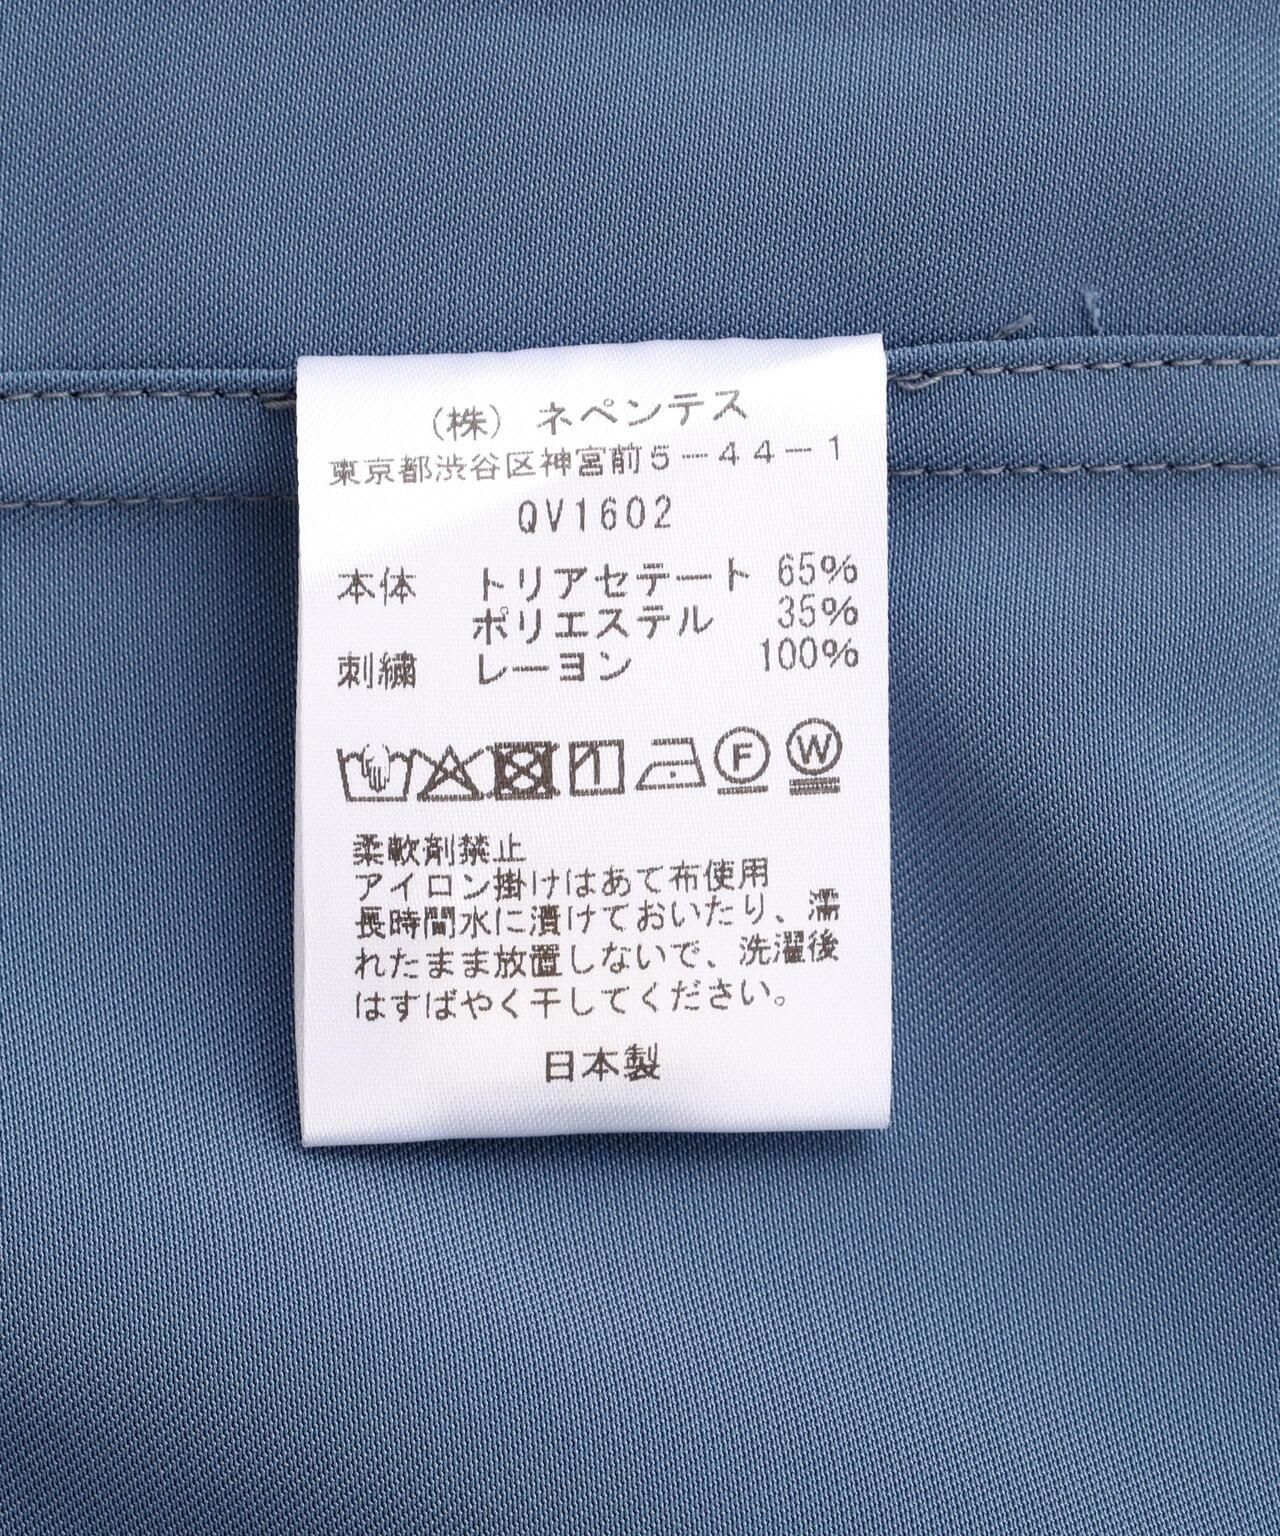 (株) ネペンテス
東京都渋谷区神宮前5-44-1
QV1602
本体 トリアセテート 65%
ポリエステル 35%
刺繍 レーヨン 100%
F W
柔軟剤禁止
アイロン掛けはあて布使用
長時間水に漬けておいたり、濡
れたまま放置しないで、洗濯後
はすばやく干してください。
日本製